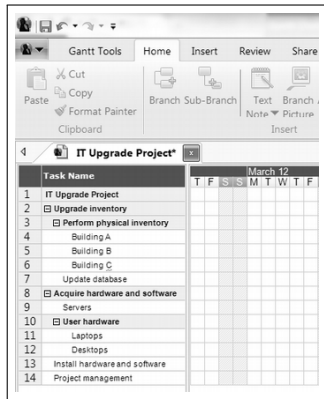 Gantt Tools Home Insert Review Share
Cut
Copy
Format Painter
Paste
Clipboard
Branch Sub-Branch Text Note Branch Picture
Insert
IT Upgrade Project* x
Task Name March 12
T F S S M T W T F
1 IT Upgrade Project
2 Upgrade inventory
3 Perform physical inventory
4 Building A
5 Building B
6 Building C
7 Update database
8 Acquire hardware and software
9 Servers
10 User hardware
11 Laptops
12 Desktops
13 Install hardware and software
14 Project management